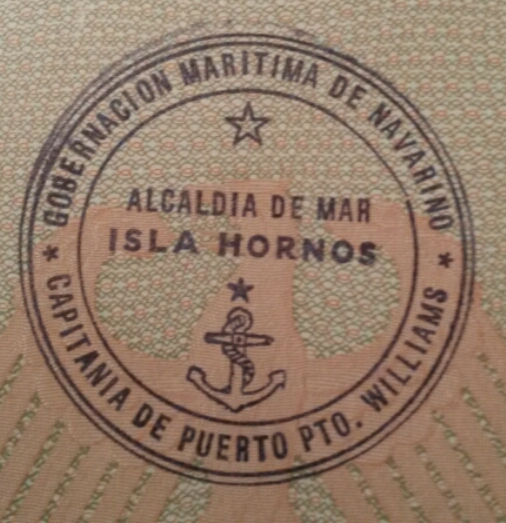 GOBERNACION MARITIMA DE NAVARINO
ALCALDIA DE MAR
ISLA HORNOS
* CAPITANIA DE PUERTO PTO. WILLIAMS *